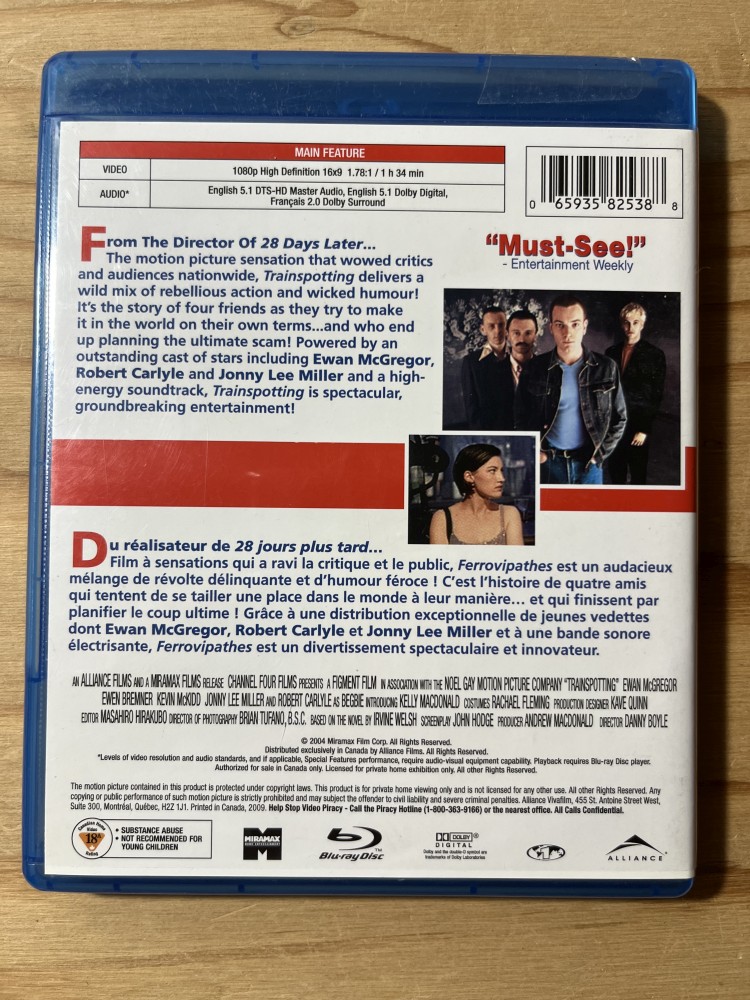 MAIN FEATURE
VIDEO 1080p High Definition 16x9 1.78:1 / 1 h 34 min
AUDIO* English 5.1 DTS-HD Master Audio, English 5.1 Dolby Digital,
Français 2.0 Dolby Surround
0 65935 82538 8
From The Director Of 28 Days Later...
The motion picture sensation that wowed critics
and audiences nationwide, Trainspotting delivers a
wild mix of rebellious action and wicked humour!
It's the story of four friends as they try to make
it in the world on their own terms...and who end
up planning the ultimate scam! Powered by an
outstanding cast of stars including Ewan McGregor,
Robert Carlyle and Jonny Lee Miller and a high-
energy soundtrack, Trainspotting is spectacular,
groundbreaking entertainment!
"Must-See!"
- Entertainment Weekly
Du réalisateur de 28 jours plus tard...
Film à sensations qui a ravi la critique et le public, Ferrovipathes est un audacieux
mélange de révolte délinquante et d'humour féroce ! C'est l'histoire de quatre amis
qui tentent de se tailler une place dans le monde à leur manière... et qui finissent par
planifier le coup ultime ! Grâce à une distribution exceptionnelle de jeunes vedettes
dont Ewan McGregor, Robert Carlyle et Jonny Lee Miller et à une bande sonore
électrisante, Ferrovipathes est un divertissement spectaculaire et innovateur.
AN ALLIANCE FILMS AND A MIRAMAX FILMS RELEASE CHANNEL FOUR FILMS PRESENTS A FIGMENT FILM IN ASSOCIATION WITH THE NOEL GAY MOTION PICTURE COMPANY "TRAINSPOTTING" EWAN McGREGOR
EWEN BREMNER KEVIN McKIDD JONNY LEE MILLER AND ROBERT CARLYLE AS BEGBIE INTRODUCING KELLY MACDONALD COSTUMES RACHAEL FLEMING PRODUCTION DESIGNER KAVE QUINN
EDITOR MASAHIRO HIRAKUBO DIRECTOR OF PHOTOGRAPHY BRIAN TUFANO, B.S.C. BASED ON THE NOVEL BY IRVINE WELSH SCREENPLAY JOHN HODGE PRODUCER ANDREW MACDONALD DIRECTOR DANNY BOYLE
© 2004 Miramax Film Corp. All Rights Reserved.
Distributed exclusively in Canada by Alliance Films. All Rights Reserved.
*Levels of video resolution and audio standards, and if applicable, Special Features performance, require audio-visual equipment capability. Playback requires Blu-ray Disc player.
Authorized for sale in Canada only. Licensed for private home exhibition only. All other Rights Reserved.
The motion picture contained in this product is protected under copyright laws. This product is for private home viewing only and is not licensed for any other use. All other Rights Reserved. Any
copying or public performance of such motion picture is strictly prohibited and may subject the offender to civil liability and severe criminal penalties. Alliance Vivafilm, 455 St. Antoine Street West,
Suite 300, Montréal, Québec, H2Z 1J1. Printed in Canada, 2009. Help Stop Video Piracy - Call the Piracy Hotline (1-800-363-9166) or the nearest office. All Calls Confidential.
Canadian Home
Video
18A
Rating
• SUBSTANCE ABUSE
• NOT RECOMMENDED FOR
YOUNG CHILDREN
MIRAMAX
HOME ENTERTAINMENT
Blu-ray Disc
TM
DOLBY
DIGITAL
Dolby and the double-D symbol are
trademarks of Dolby Laboratories
ALLIANCE